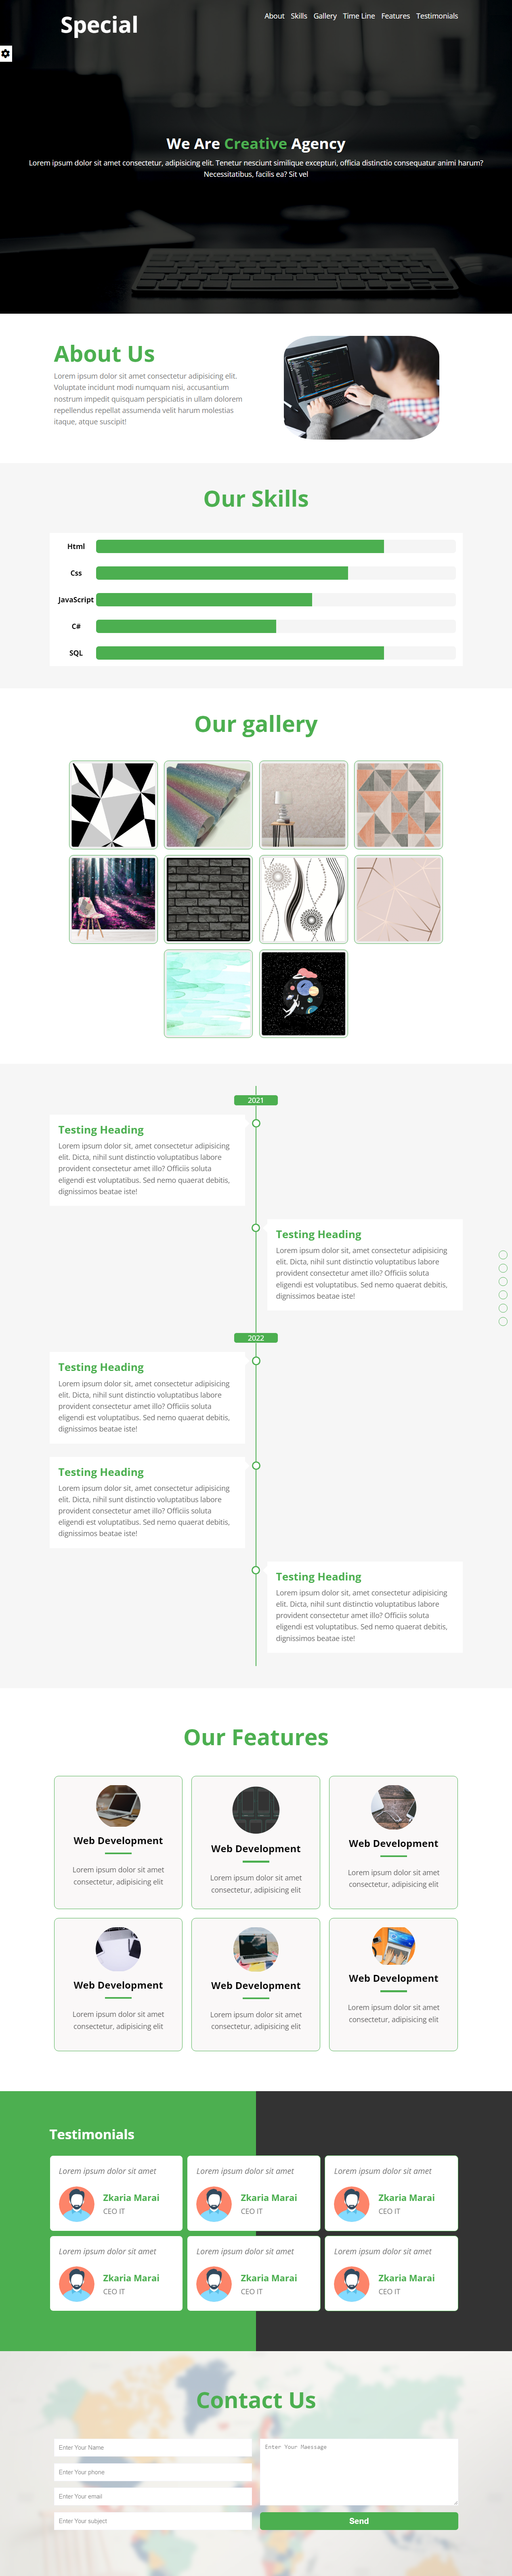 Special
About Skills Gallery Time Line Features Testimonials
We Are Creative Agency
Lorem ipsum dolor sit amet consectetur, adipisicing elit. Tenetur nesciunt similique excepturi, officia distinctio consequatur animi harum?
Necessitatibus, facilis ea? Sit vel
About Us
Lorem ipsum dolor sit amet consectetur adipisicing elit.
Voluptate incidunt modi numquam nisi, accusantium
nostrum impedit quisquam perspiciatis in ullam dolorem
repellendus repellat assumenda velit harum molestias
itaque, atque suscipit!
Our Skills
Html
Css
JavaScript
C#
SQL
Our gallery
2021
Testing Heading
Lorem ipsum dolor sit, amet consectetur adipisicing
elit. Dicta, nihil sunt distinctio voluptatibus labore
provident consectetur amet illo? Officiis soluta
eligendi est voluptatibus. Sed nemo quaerat debitis,
dignissimos beatae iste!
Testing Heading
Lorem ipsum dolor sit, amet consectetur adipisicing
elit. Dicta, nihil sunt distinctio voluptatibus labore
provident consectetur amet illo? Officiis soluta
eligendi est voluptatibus. Sed nemo quaerat debitis,
dignissimos beatae iste!
2022
Testing Heading
Lorem ipsum dolor sit, amet consectetur adipisicing
elit. Dicta, nihil sunt distinctio voluptatibus labore
provident consectetur amet illo? Officiis soluta
eligendi est voluptatibus. Sed nemo quaerat debitis,
dignissimos beatae iste!
Testing Heading
Lorem ipsum dolor sit, amet consectetur adipisicing
elit. Dicta, nihil sunt distinctio voluptatibus labore
provident consectetur amet illo? Officiis soluta
eligendi est voluptatibus. Sed nemo quaerat debitis,
dignissimos beatae iste!
Testing Heading
Lorem ipsum dolor sit, amet consectetur adipisicing
elit. Dicta, nihil sunt distinctio voluptatibus labore
provident consectetur amet illo? Officiis soluta
eligendi est voluptatibus. Sed nemo quaerat debitis,
dignissimos beatae iste!
Our Features
Web Development
Lorem ipsum dolor sit amet
consectetur, adipisicing elit
Web Development
Lorem ipsum dolor sit amet
consectetur, adipisicing elit
Web Development
Lorem ipsum dolor sit amet
consectetur, adipisicing elit
Web Development
Lorem ipsum dolor sit amet
consectetur, adipisicing elit
Web Development
Lorem ipsum dolor sit amet
consectetur, adipisicing elit
Web Development
Lorem ipsum dolor sit amet
consectetur, adipisicing elit
Testimonials
Lorem ipsum dolor sit amet
Zkaria Marai
CEO IT
Lorem ipsum dolor sit amet
Zkaria Marai
CEO IT
Lorem ipsum dolor sit amet
Zkaria Marai
CEO IT
Lorem ipsum dolor sit amet
Zkaria Marai
CEO IT
Lorem ipsum dolor sit amet
Zkaria Marai
CEO IT
Lorem ipsum dolor sit amet
Zkaria Marai
CEO IT
Contact Us
Enter Your Name
Enter Your phone
Enter Your email
Enter Your subject
Enter Your Maessage
Send